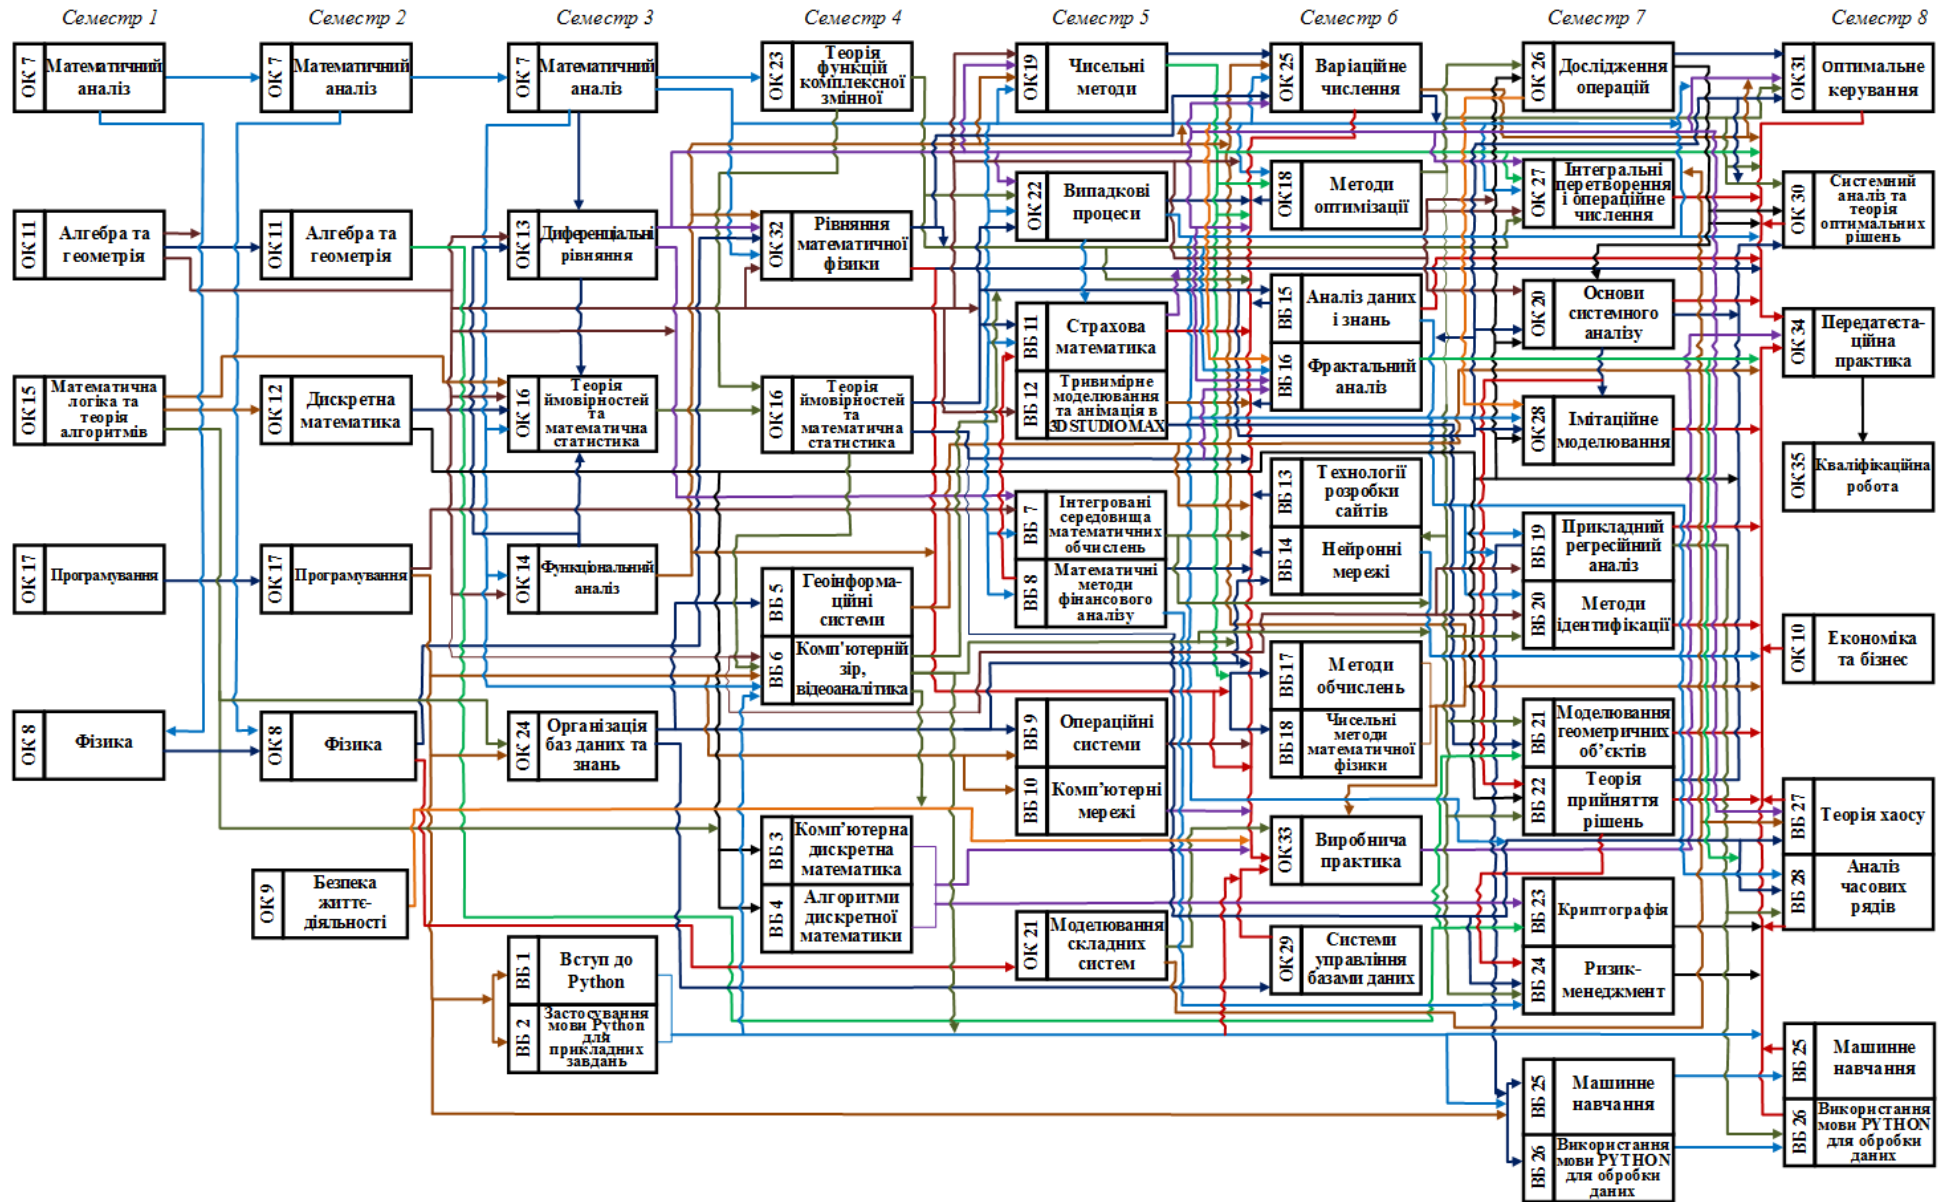 Семестр 1
ОК 7
Математичний
аналіз
ОК 11
Алгебра та
геометрія
ОК 15
Математична
логіка та
теорія
алгоритмів
ОК 17
Програмування
ОК 8
Фізика
Семестр 2
ОК 7
Математичний
аналіз
ОК 11
Алгебра та
геометрія
ОК 12
Дискретна
математика
ОК 17
Програмування
ОК 8
Фізика
ОК 9
Безпека
життє-
діяльності
Семестр 3
ОК 7
Математичний
аналіз
ОК 13
Диференціальні
рівняння
ОК 16
Теорія
ймовірностей
та
математична
статистика
ОК 14
Функціональний
аналіз
ОК 24
Організація
баз даних та
знань
ВБ 1
Вступ до
Python
ВБ 2
Застосування
мови Python
для
прикладних
завдань
Семестр 4
ОК 23
Теорія
функцій
комплексної
змінної
ОК 32
Рівняння
математичної
фізики
ОК 16
Теорія
ймовірностей
та
математична
статистика
ВБ 5
Геоінформа-
ційні
системи
ВБ 6
Комп'ютерній
зір,
відеоаналітика
ВБ 3
Комп'ютерна
дискретна
математика
ВБ 4
Алгоритми
дискретної
математики
Семестр 5
ОК 19
Чисельні
методи
ОК 22
Випадкові
процеси
ВБ 11
Страхова
математика
ВБ 12
Тривимірне
моделювання
та анімація в
3D STUDIO MAX
ВБ 7
Інтегровані
середовища
математичних
обчислень
ВБ 8
Математичні
методи
фінансового
аналізу
ВБ 9
Операційні
системи
ВБ 10
Комп'ютерні
мережі
ОК 21
Моделювання
складних
систем
Семестр 6
ОК 25
Варіаційне
числення
ОК 18
Методи
оптимізації
ВБ 15
Аналіз даних
і знань
ВБ 16
Фрактальний
аналіз
ВБ 13
Технології
розробки
сайтів
ВБ 14
Нейронні
мережі
ВБ 17
Методи
обчислень
ВБ 18
Чисельні
методи
математичної
фізики
ОК 33
Виробнича
практика
ОК 29
Системи
управління
базами даних
Семестр 7
ОК 26
Дослідження
операцій
ОК 27
Інтегральні
перетворення
і операційне
числення
ОК 20
Основи
системного
аналізу
ОК 28
Імітаційне
моделювання
ВБ 19
Прикладний
регресійний
аналіз
ВБ 20
Методи
ідентифікації
ВБ 21
Моделювання
геометричних
об'єктів
ВБ 22
Теорія
прийняття
рішень
ВБ 23
Криптографія
ВБ 24
Ризик-
менеджмент
ВБ 25
Машинне
навчання
ВБ 26
Використання
мови PYTHON
для обробки
даних
Семестр 8
ОК 31
Оптимальне
керування
ОК 30
Системний
аналіз та
теорія
оптимальних
рішень
ОК 34
Передатеста-
ційна
практика
ОК 35
Кваліфікаційна
робота
ОК 10
Економіка
та бізнес
ВБ 27
Теорія хаосу
ВБ 28
Аналіз
часових
рядів
ВБ 25
Машинне
навчання
ВБ 26
Використання
мови PYTHON
для обробки
даних